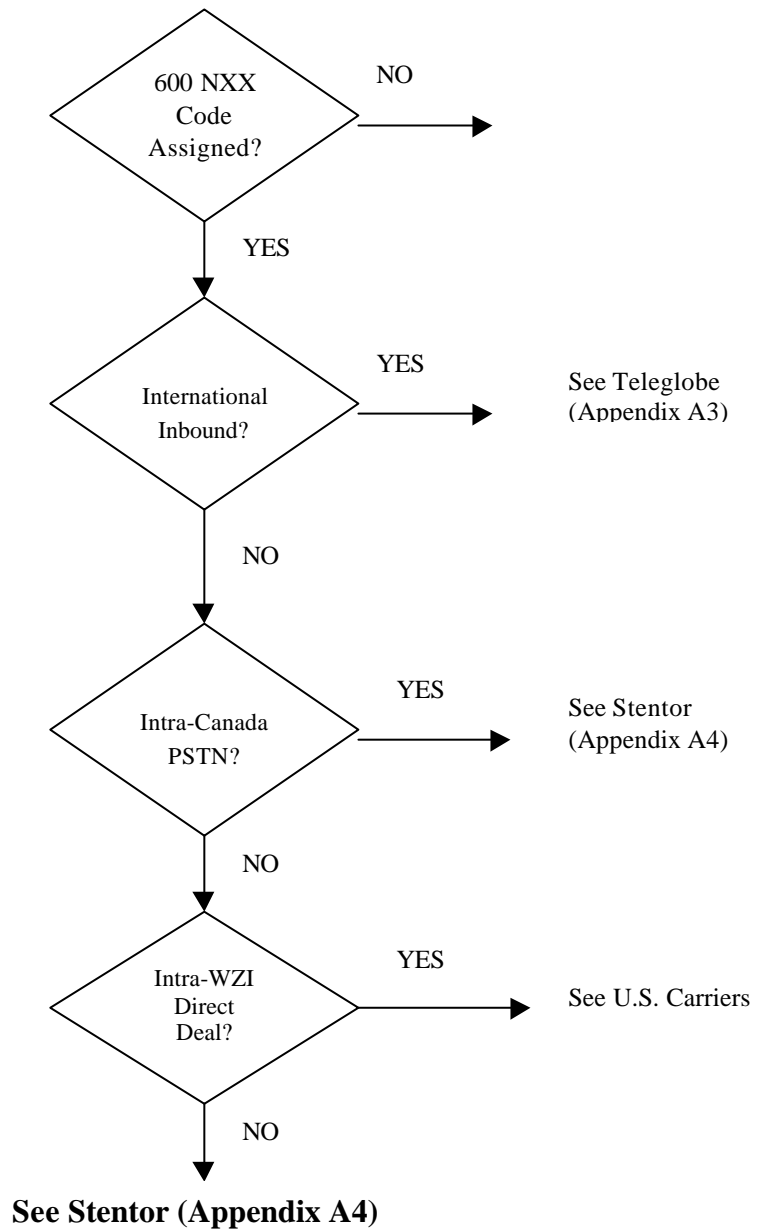 600 NXX
Code
Assigned?
NO
YES
International
Inbound?
YES
See Teleglobe
(Appendix A3)
NO
Intra-Canada
PSTN?
YES
See Stentor
(Appendix A4)
NO
Intra-WZI
Direct
Deal?
YES
See U.S. Carriers
NO
See Stentor (Appendix A4)